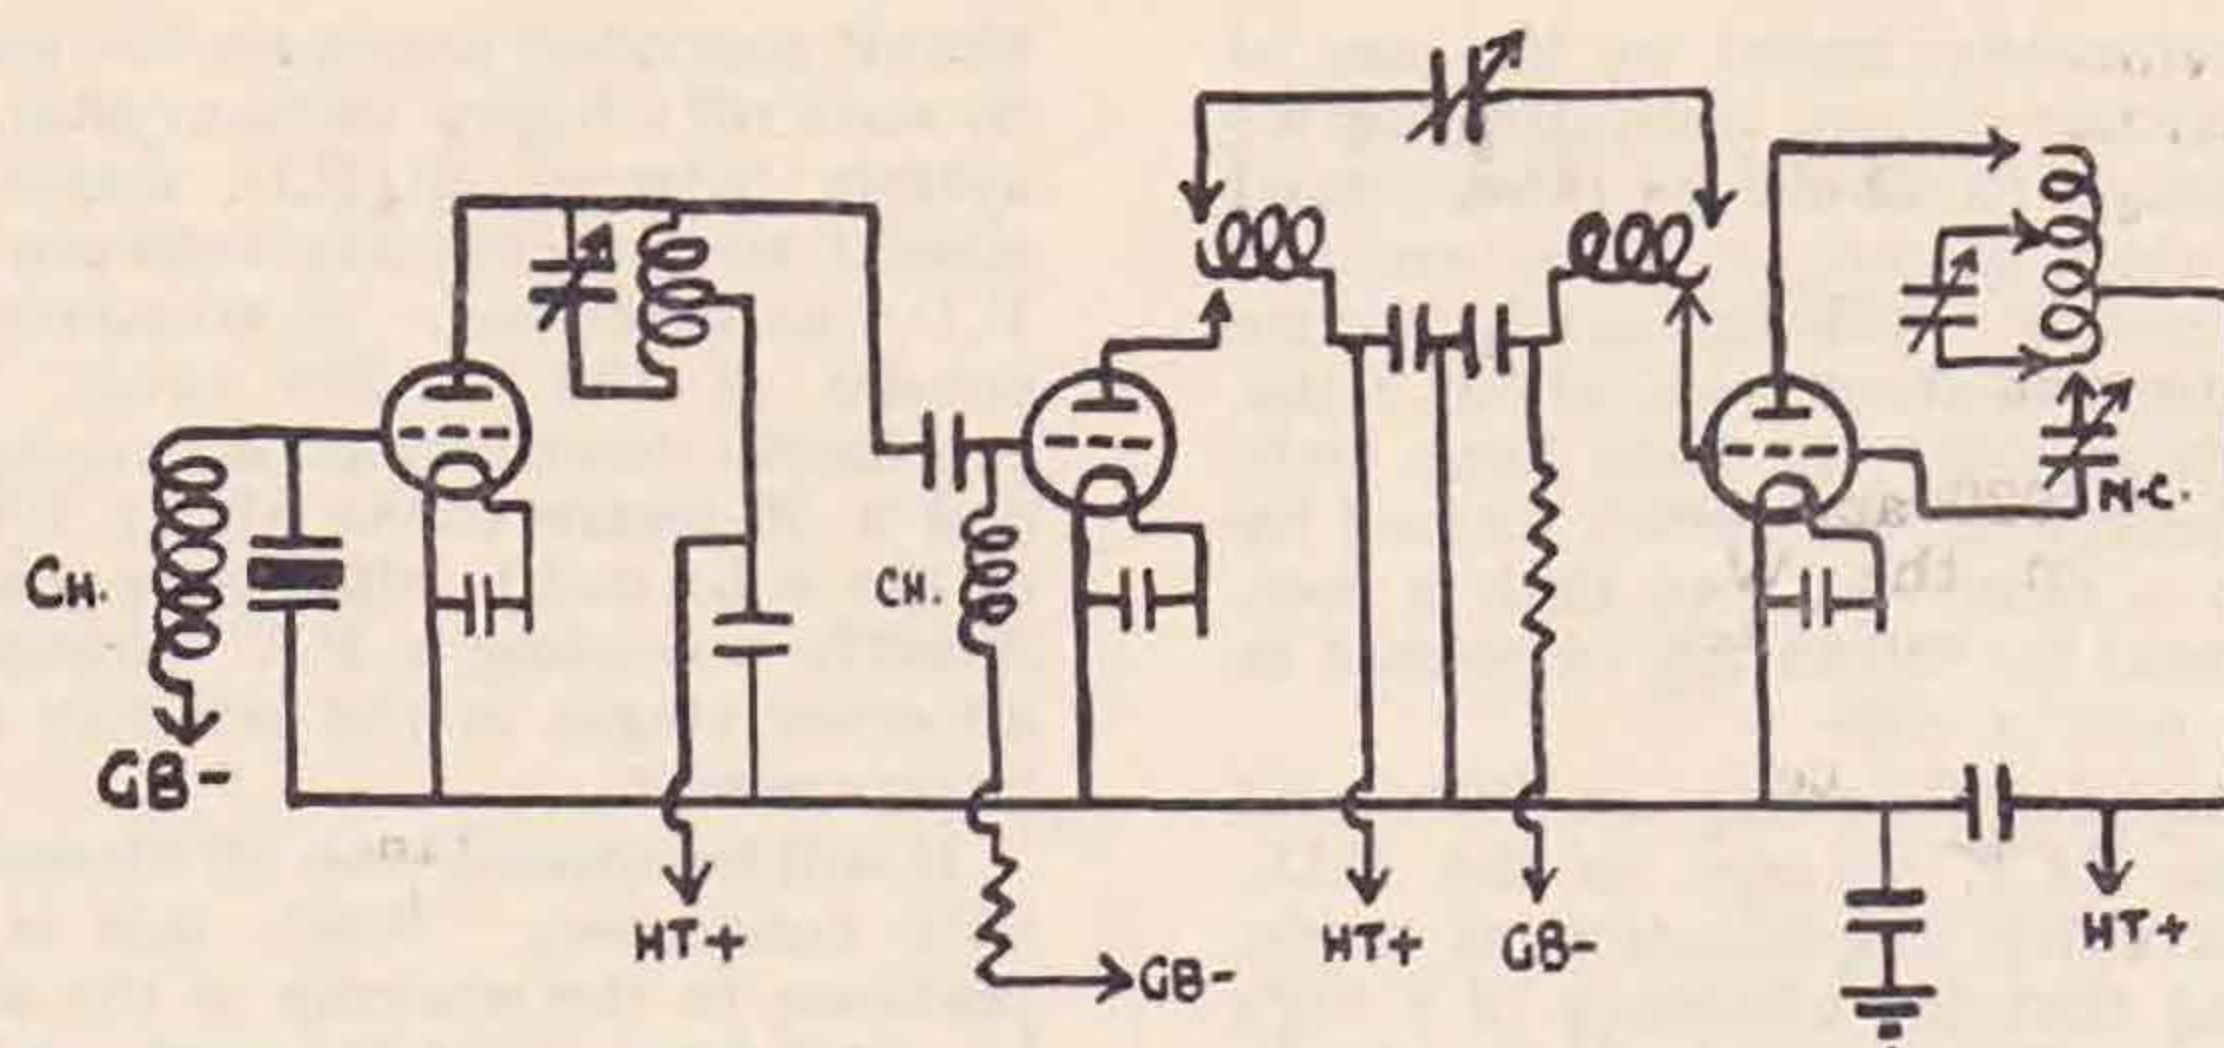 N.C.
CH.
CH.
GB-
HT+
HT+
GB-
HT+
GB-